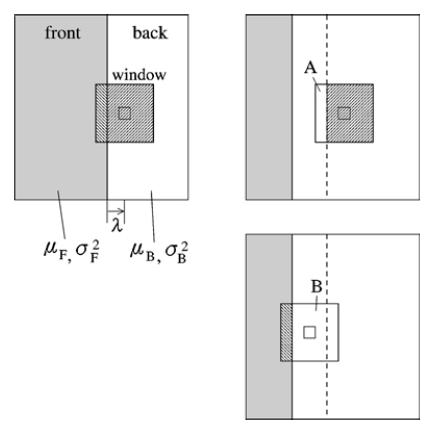 front back
window
A
λ
μF, σF2 μB, σB2
B